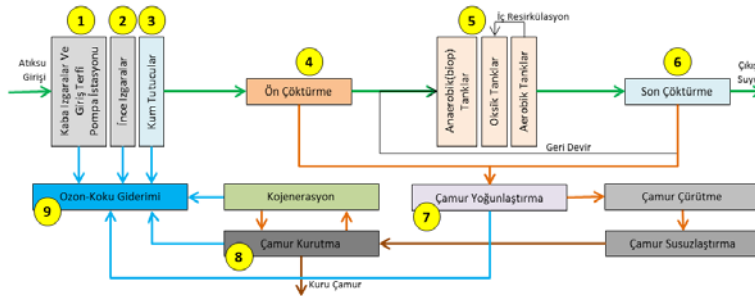 1
2
3
4
5
6
7
8
9
Atıksu
Girişi
Kaba Izgaralar Ve
Giriş Terfi
Pompa İstasyonu
İnce Izgaralar
Kum Tutucular
Ön Çöktürme
İç Resirkülasyon
Anaerobik(biop)
Tanklar
Oksik Tanklar
Aerobik Tanklar
Son Çöktürme
Çıkış
Suyu
Geri Devir
Ozon-Koku Giderimi
Kojenerasyon
Çamur Yoğunlaştırma
Çamur Çürütme
Çamur Kurutma
Çamur Susuzlaştırma
Kuru Çamur